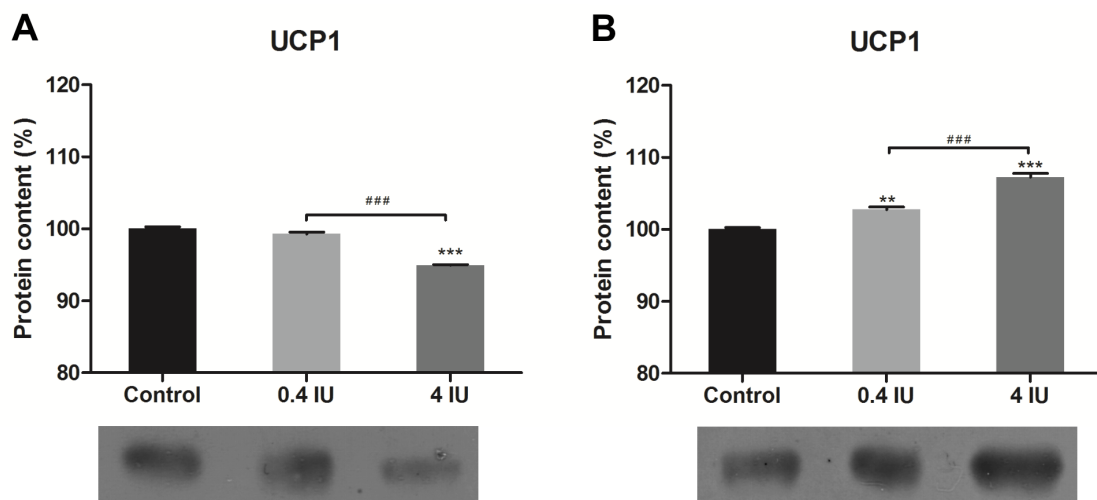 A
UCP1
Protein content (%)
120
110
100
90
80
###
***
Control
0.4 IU
4 IU
B
UCP1
Protein content (%)
120
110
100
90
80
###
**
***
Control
0.4 IU
4 IU